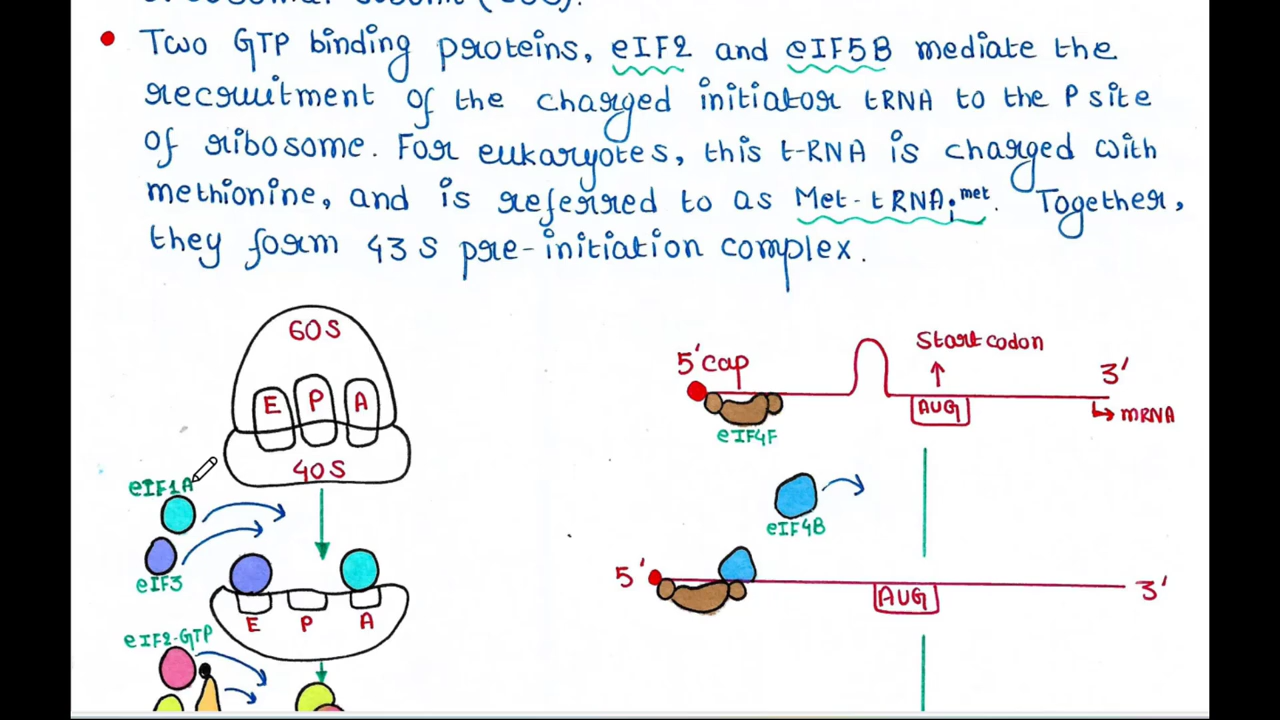 • Two GTP binding proteins, eIF2 and eIF5B mediate the
recruitment of the charged initiator tRNA to the P site
of ribosome. For eukaryotes, this t-RNA is charged with
methionine, and is referred to as Met-tRNAiᵐᵉᵗ. Together,
they form 43 S pre-initiation complex.
60S
E P A
40S
eIF1A
eIF3
E P A
eIF2-GTP
5' cap
Start codon
3'
AUG
mRNA
eIF4F
eIF4B
5'
AUG
3'